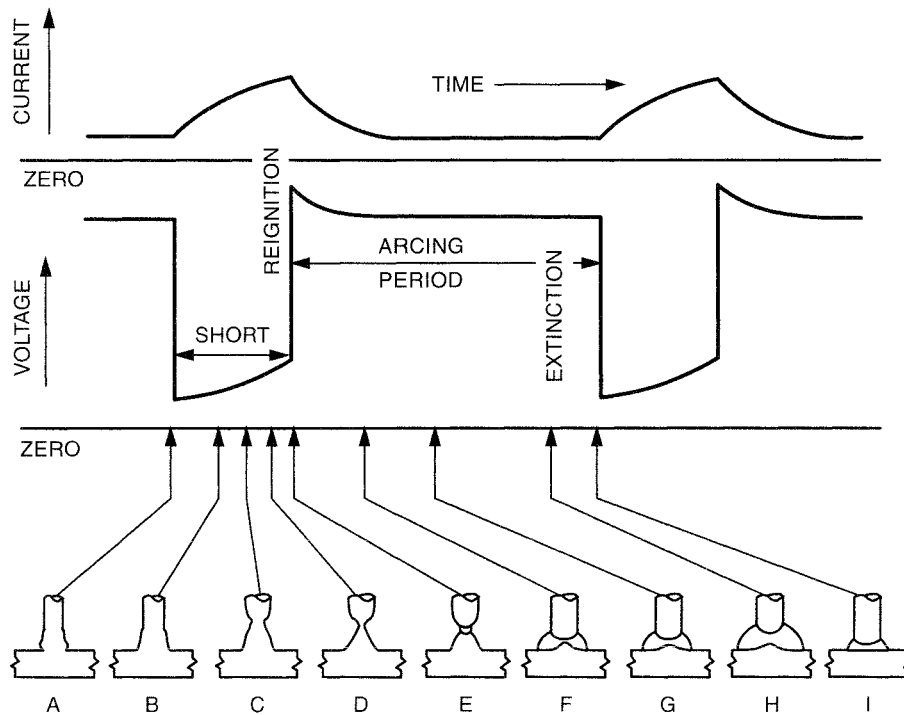 CURRENT
TIME
ZERO
REIGNITION
ARCING
PERIOD
EXTINCTION
VOLTAGE
SHORT
ZERO
A B C D E F G H I